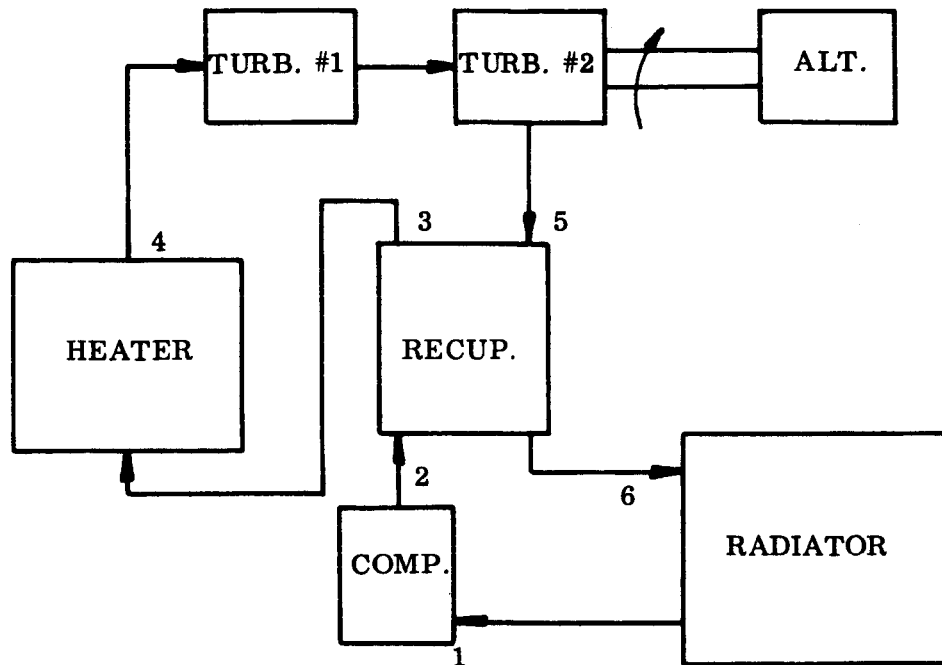 TURB. #1
TURB. #2
ALT.
3
5
4
HEATER
RECUP.
2
6
RADIATOR
COMP.
1